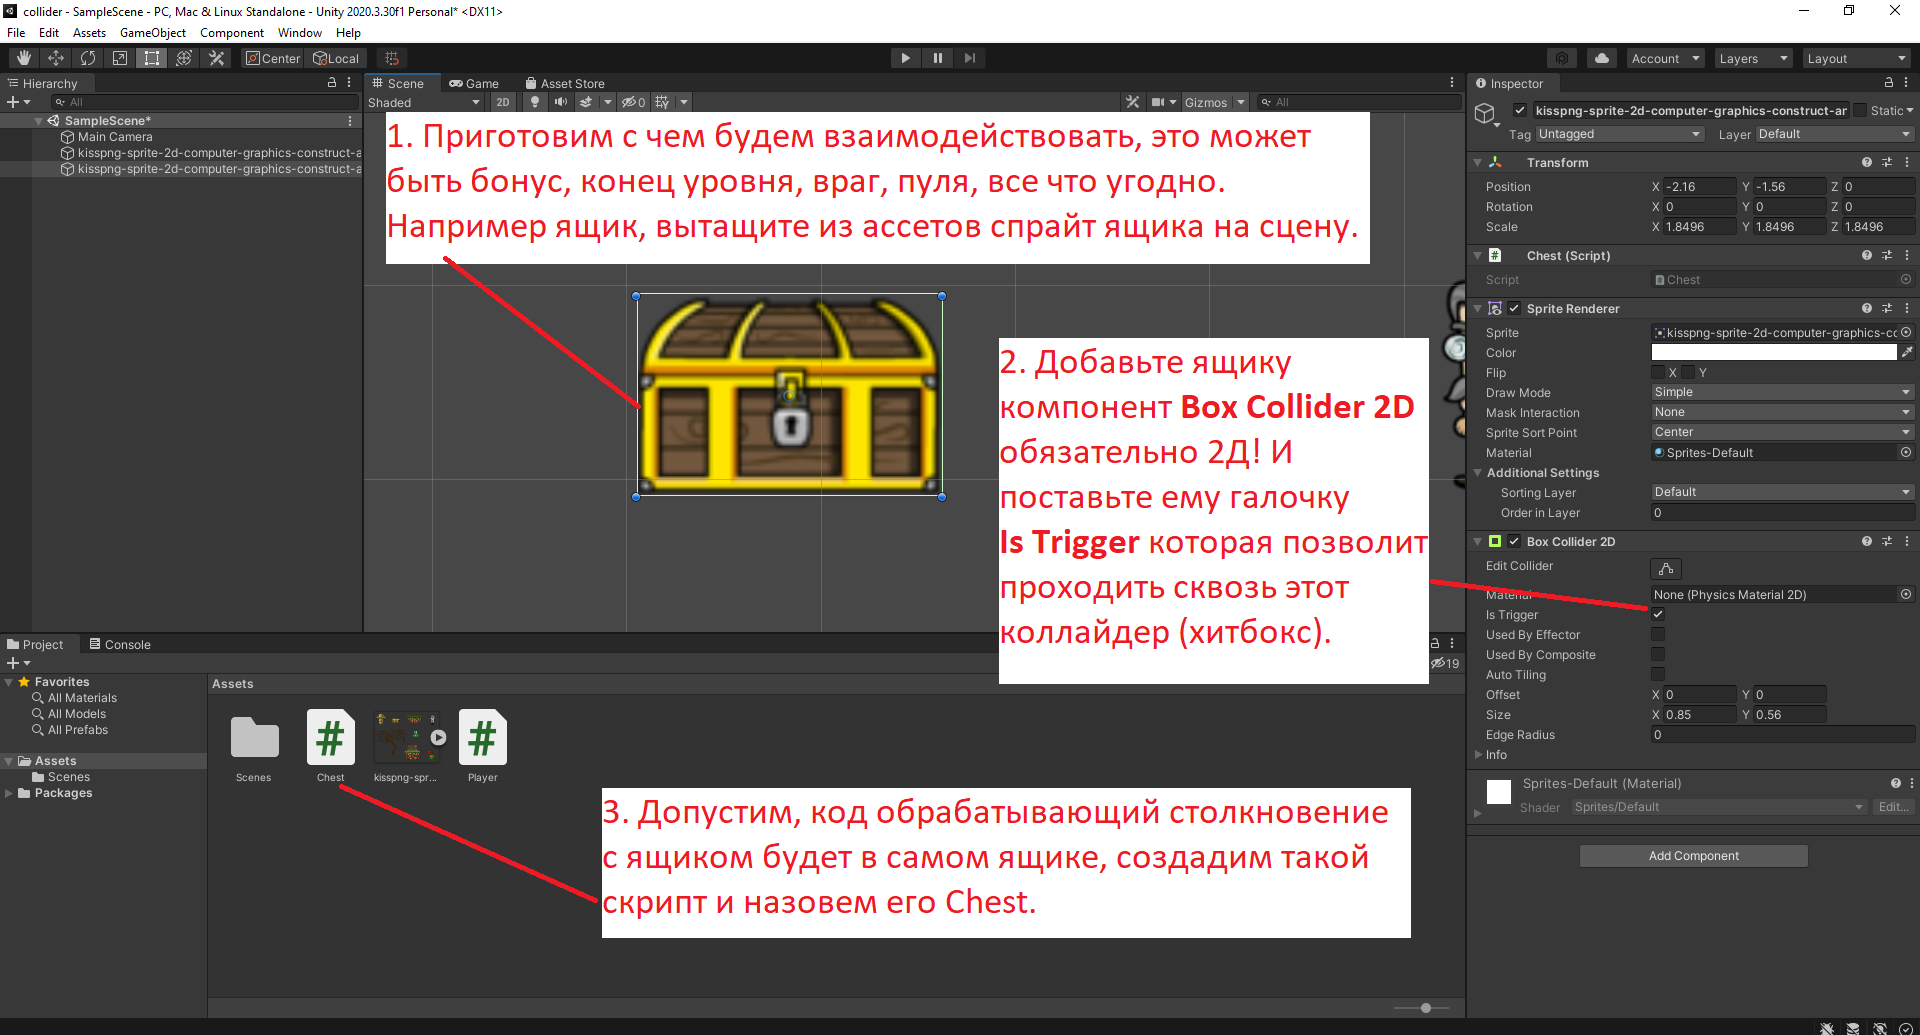 collider - SampleScene - PC, Mac & Linux Standalone - Unity 2020.3.30f1 Personal* <DX11>
File Edit Assets GameObject Component Window Help
Center Local Account Layers Layout
Hierarchy
All
SampleScene*
Main Camera
kisspng-sprite-2d-computer-graphics-construct-a
kisspng-sprite-2d-computer-graphics-construct-a
Scene Game Asset Store
Shaded 2D 0 Gizmos All
1. Приготовим с чем будем взаимодействовать, это может
быть бонус, конец уровня, враг, пуля, все что угодно.
Например ящик, вытащите из ассетов спрайт ящика на сцену.
2. Добавьте ящику
компонент Box Collider 2D
обязательно 2Д! И
поставьте ему галочку
Is Trigger которая позволит
проходить сквозь этот
коллайдер (хитбокс).
Inspector
kisspng-sprite-2d-computer-graphics-construct-ar Static
Tag Untagged Layer Default
Transform
Position X -2.16 Y -1.56 Z 0
Rotation X 0 Y 0 Z 0
Scale X 1.8496 Y 1.8496 Z 1.8496
Chest (Script)
Script Chest
Sprite Renderer
Sprite kisspng-sprite-2d-computer-graphics-cc
Color
Flip X Y
Draw Mode Simple
Mask Interaction None
Sprite Sort Point Center
Material Sprites-Default
Additional Settings
Sorting Layer Default
Order in Layer 0
Box Collider 2D
Edit Collider
Material None (Physics Material 2D)
Is Trigger
Used By Effector
Used By Composite
Auto Tiling
Offset X 0 Y 0
Size X 0.85 Y 0.56
Edge Radius 0
Info
Sprites-Default (Material)
Shader Sprites/Default Edit...
Add Component
Project Console
19
Favorites
All Materials
All Models
All Prefabs
Assets
Scenes
Packages
Assets
Scenes Chest kisspng-spr... Player
3. Допустим, код обрабатывающий столкновение
с ящиком будет в самом ящике, создадим такой
скрипт и назовем его Chest.